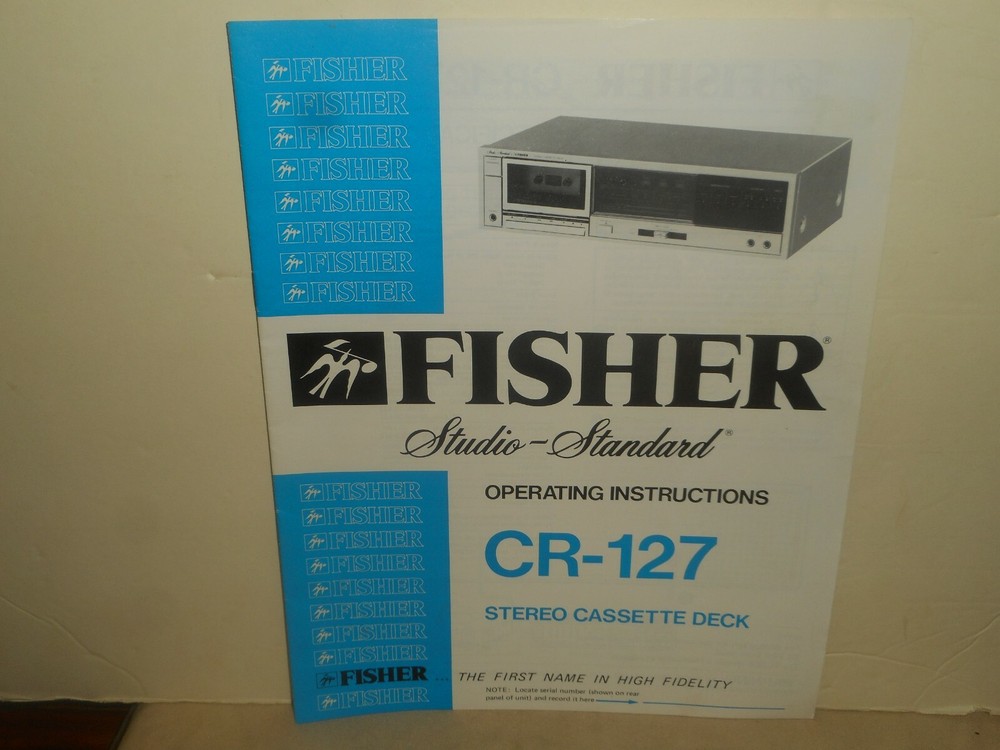 FISHER
FISHER
FISHER
FISHER
FISHER
FISHER
FISHER
FISHER
FISHER®
Studio-Standard®
OPERATING INSTRUCTIONS
CR-127
STEREO CASSETTE DECK
FISHER
FISHER
FISHER
FISHER
FISHER
FISHER
FISHER
FISHER
FISHER ... THE FIRST NAME IN HIGH FIDELITY
FISHER
NOTE: Locate serial number (shown on rear
panel of unit) and record it here